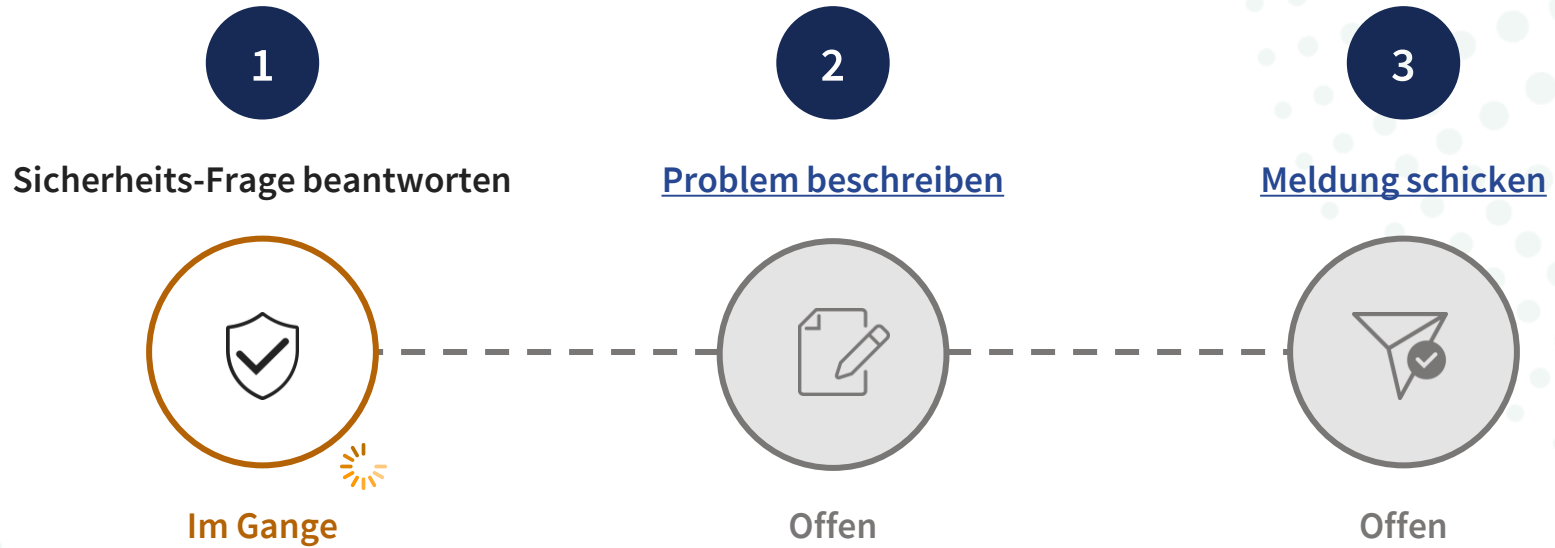 1
2
3
Sicherheits-Frage beantworten
Problem beschreiben
Meldung schicken
Im Gange
Offen
Offen